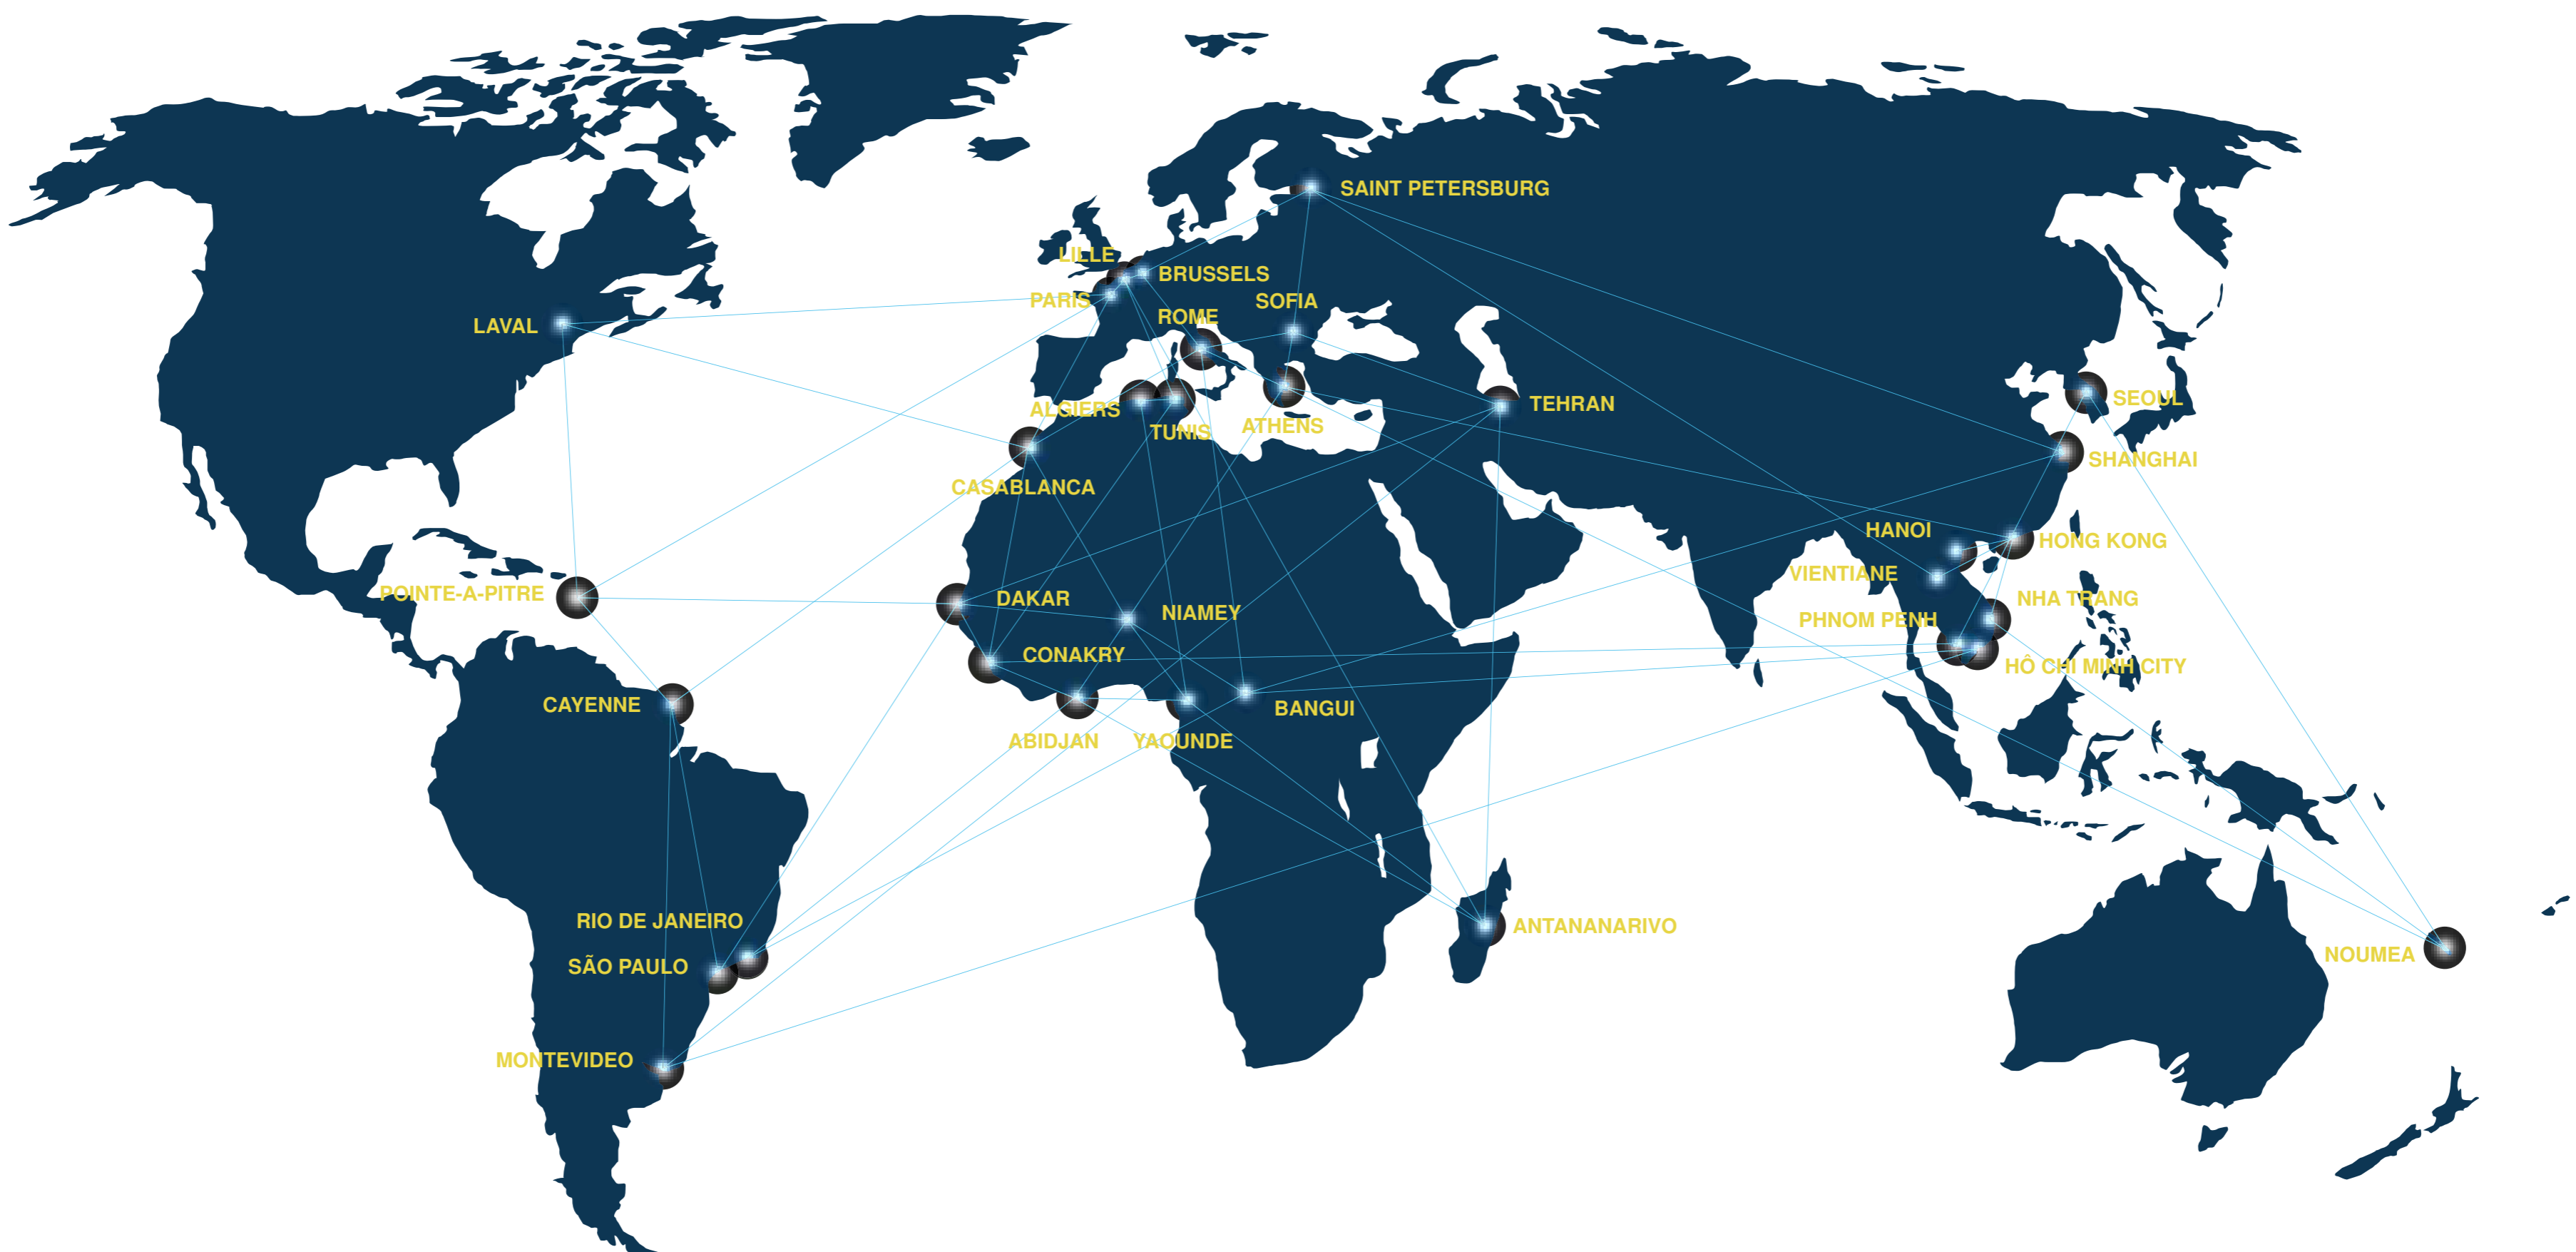 SAINT PETERSBURG
LILLE
BRUSSELS
PARIS
SOFIA
ROME
LAVAL
TEHRAN
SEOUL
ALGIERS
ATHENS
TUNIS
SHANGHAI
CASABLANCA
HANOI
HONG KONG
VIENTIANE
POINTE-A-PITRE
DAKAR
NHA TRANG
NIAMEY
PHNOM PENH
CONAKRY
HÔ CHI MINH CITY
CAYENNE
BANGUI
ABIDJAN
YAOUNDE
RIO DE JANEIRO
ANTANANARIVO
NOUMEA
SÃO PAULO
MONTEVIDEO